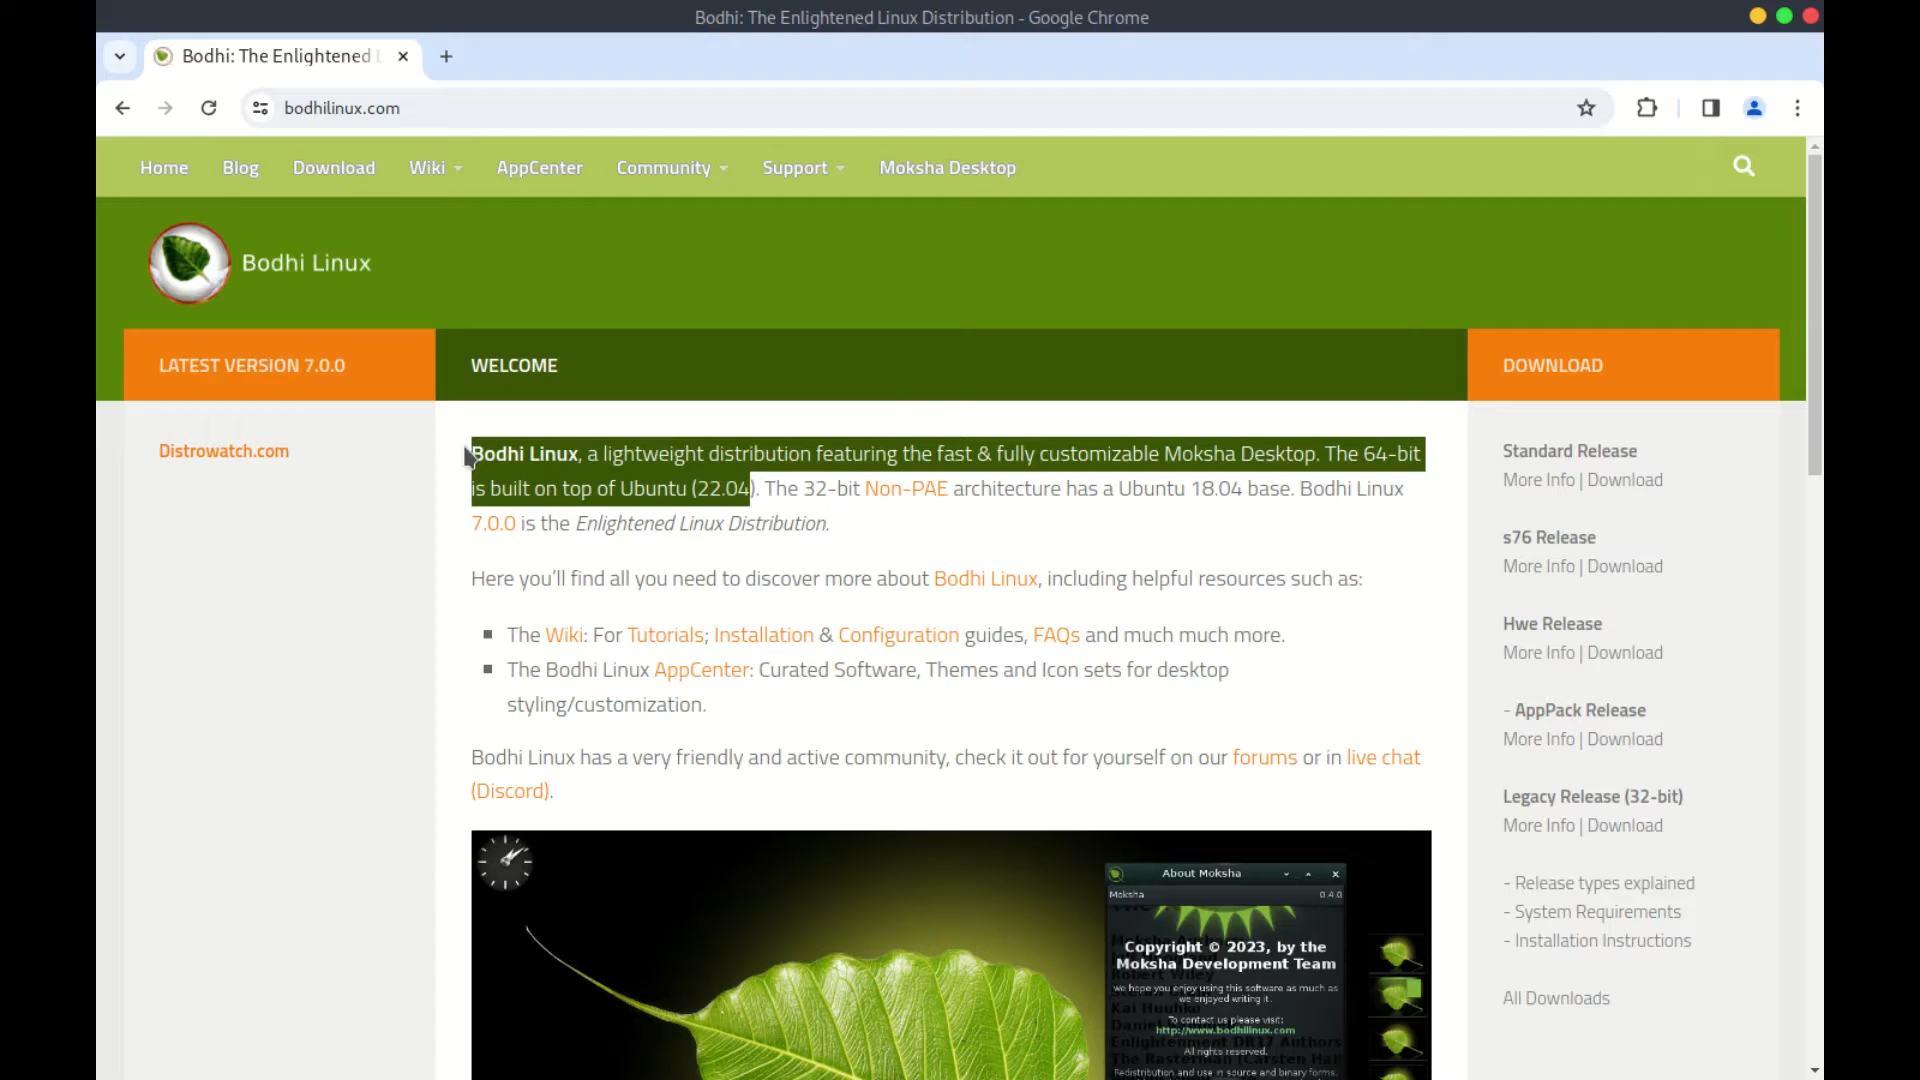 Bodhi: The Enlightened Linux Distribution - Google Chrome
Bodhi: The Enlightened L
bodhilinux.com
Home Blog Download Wiki AppCenter Community Support Moksha Desktop
Bodhi Linux
LATEST VERSION 7.0.0
Distrowatch.com
WELCOME
Bodhi Linux, a lightweight distribution featuring the fast & fully customizable Moksha Desktop. The 64-bit
is built on top of Ubuntu (22.04). The 32-bit Non-PAE architecture has a Ubuntu 18.04 base. Bodhi Linux
7.0.0 is the Enlightened Linux Distribution.
Here you’ll find all you need to discover more about Bodhi Linux, including helpful resources such as:
The Wiki: For Tutorials; Installation & Configuration guides, FAQs and much much more.
The Bodhi Linux AppCenter: Curated Software, Themes and Icon sets for desktop
styling/customization.
Bodhi Linux has a very friendly and active community, check it out for yourself on our forums or in live chat
(Discord).
About Moksha
Moksha 0.4.0
Copyright © 2023, by the
Moksha Development Team
We hope you enjoy using this software as much as
we enjoyed writing it.
To contact us please visit:
http://www.bodhilinux.com
All rights reserved.
Redistribution and use in source and binary forms,
DOWNLOAD
Standard Release
More Info | Download
s76 Release
More Info | Download
Hwe Release
More Info | Download
- AppPack Release
More Info | Download
Legacy Release (32-bit)
More Info | Download
- Release types explained
- System Requirements
- Installation Instructions
All Downloads